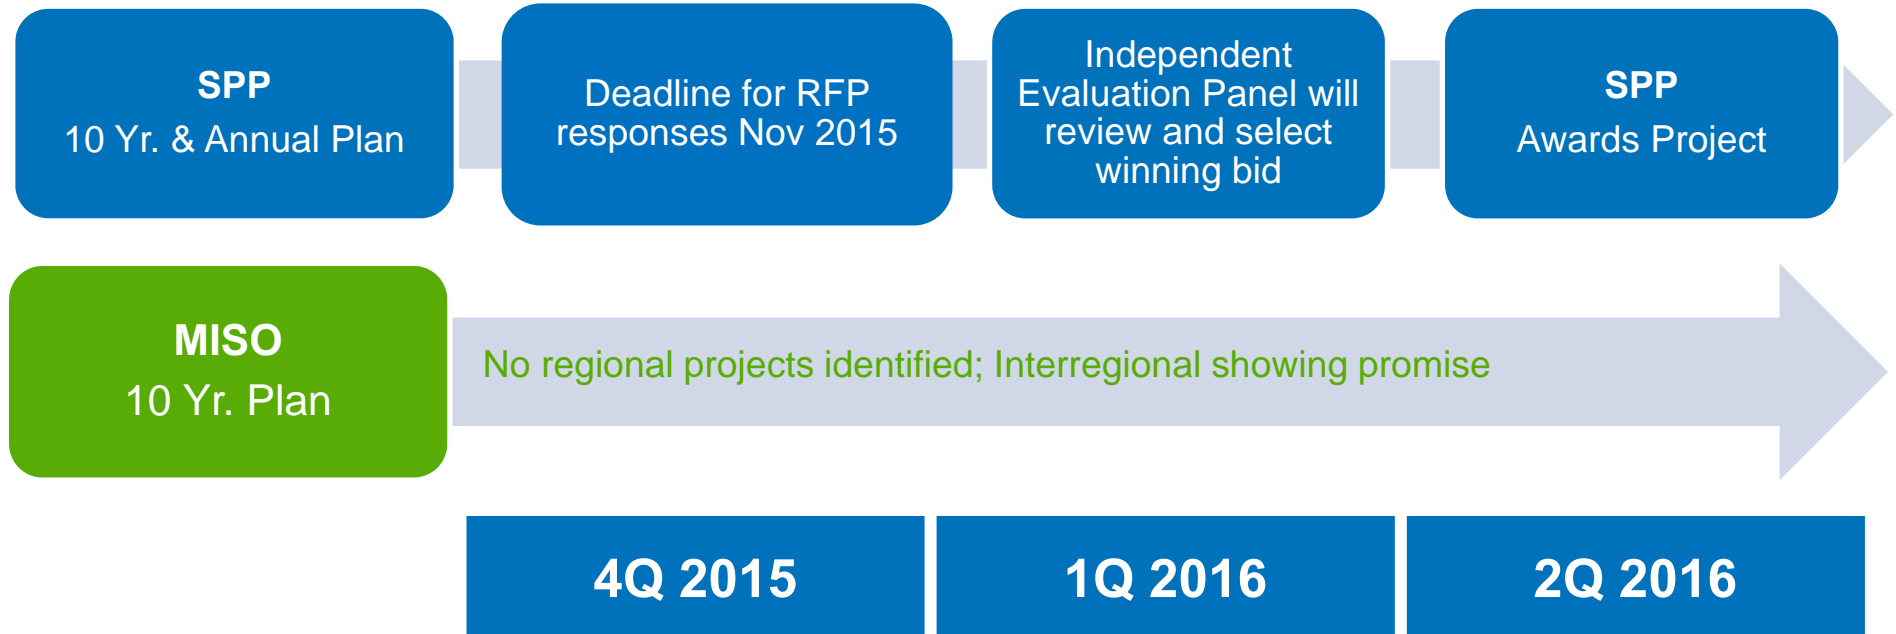 SPP
10 Yr. & Annual Plan
Deadline for RFP
responses Nov 2015
Independent
Evaluation Panel will
review and select
winning bid
SPP
Awards Project
MISO
10 Yr. Plan
No regional projects identified; Interregional showing promise
4Q 2015
1Q 2016
2Q 2016